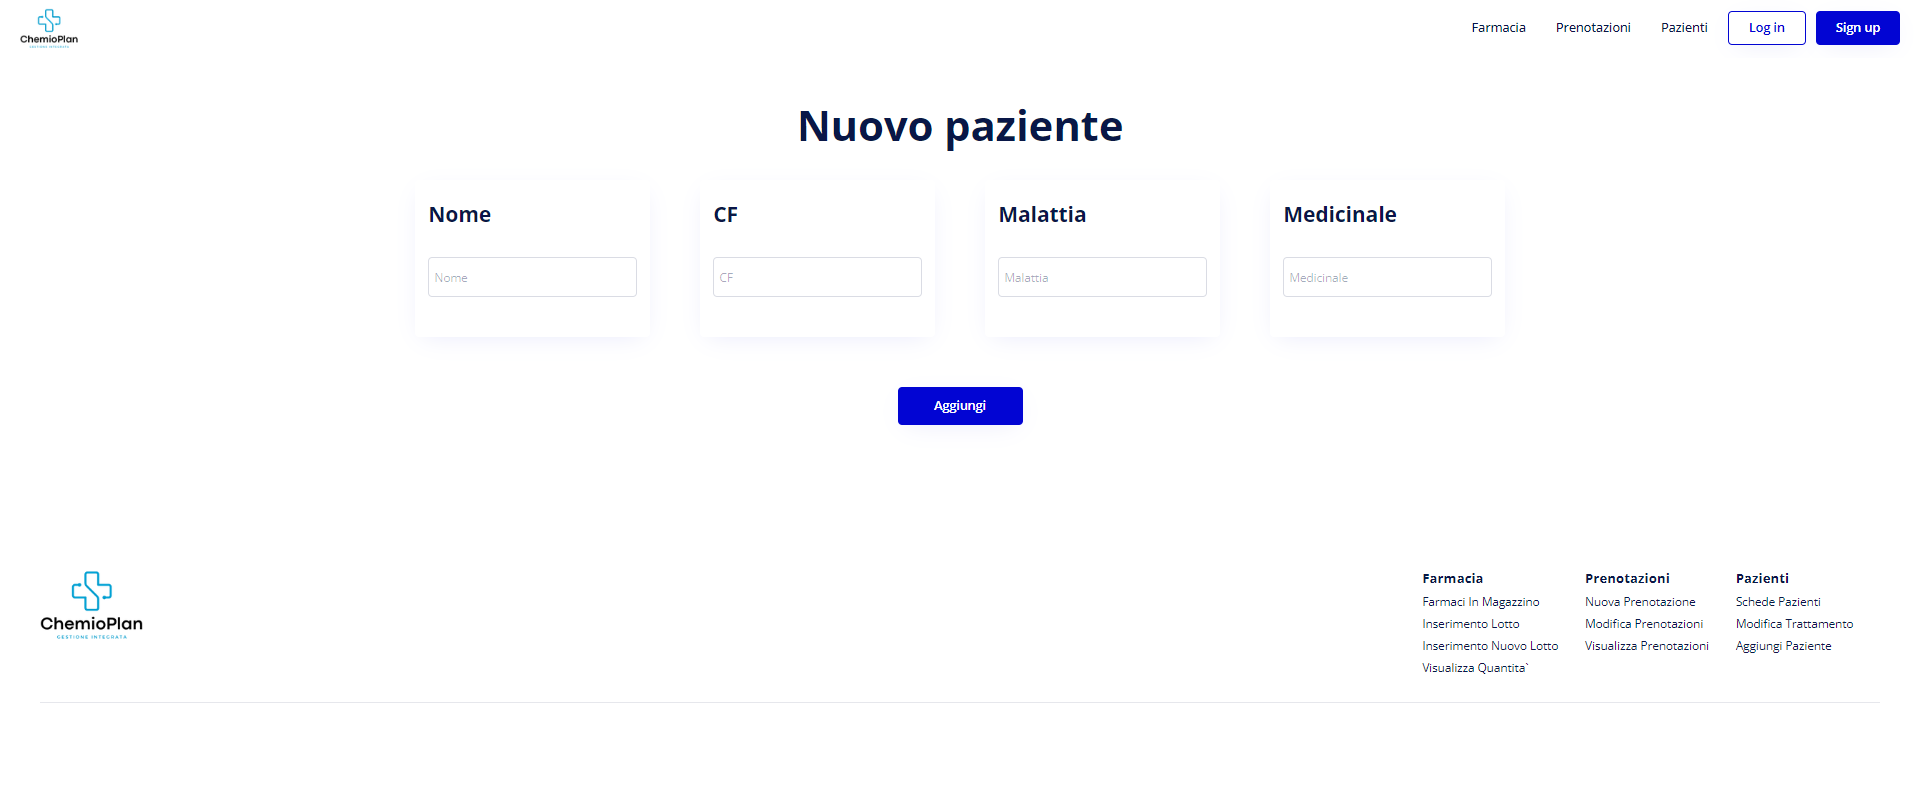 ChemioPlan
GESTIONE INTEGRATA
Farmacia
Prenotazioni
Pazienti
Log in
Sign up
Nuovo paziente
Nome
CF
Malattia
Medicinale
Nome
CF
Malattia
Medicinale
Aggiungi
ChemioPlan
GESTIONE INTEGRATA
Farmacia
Farmaci In Magazzino
Inserimento Lotto
Inserimento Nuovo Lotto
Visualizza Quantita`
Prenotazioni
Nuova Prenotazione
Modifica Prenotazioni
Visualizza Prenotazioni
Pazienti
Schede Pazienti
Modifica Trattamento
Aggiungi Paziente